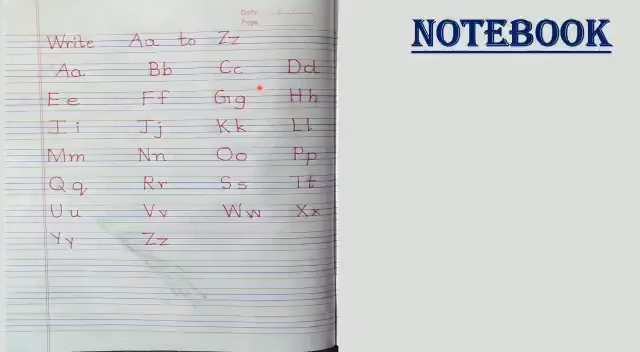 Date
Page
NOTEBOOK
Write Aa to Zz
Aa Bb Cc Dd
Ee Ff Gg Hh
Ii Jj Kk Ll
Mm Nn Oo Pp
Qq Rr Ss Tt
Uu Vv Ww Xx
Yy Zz